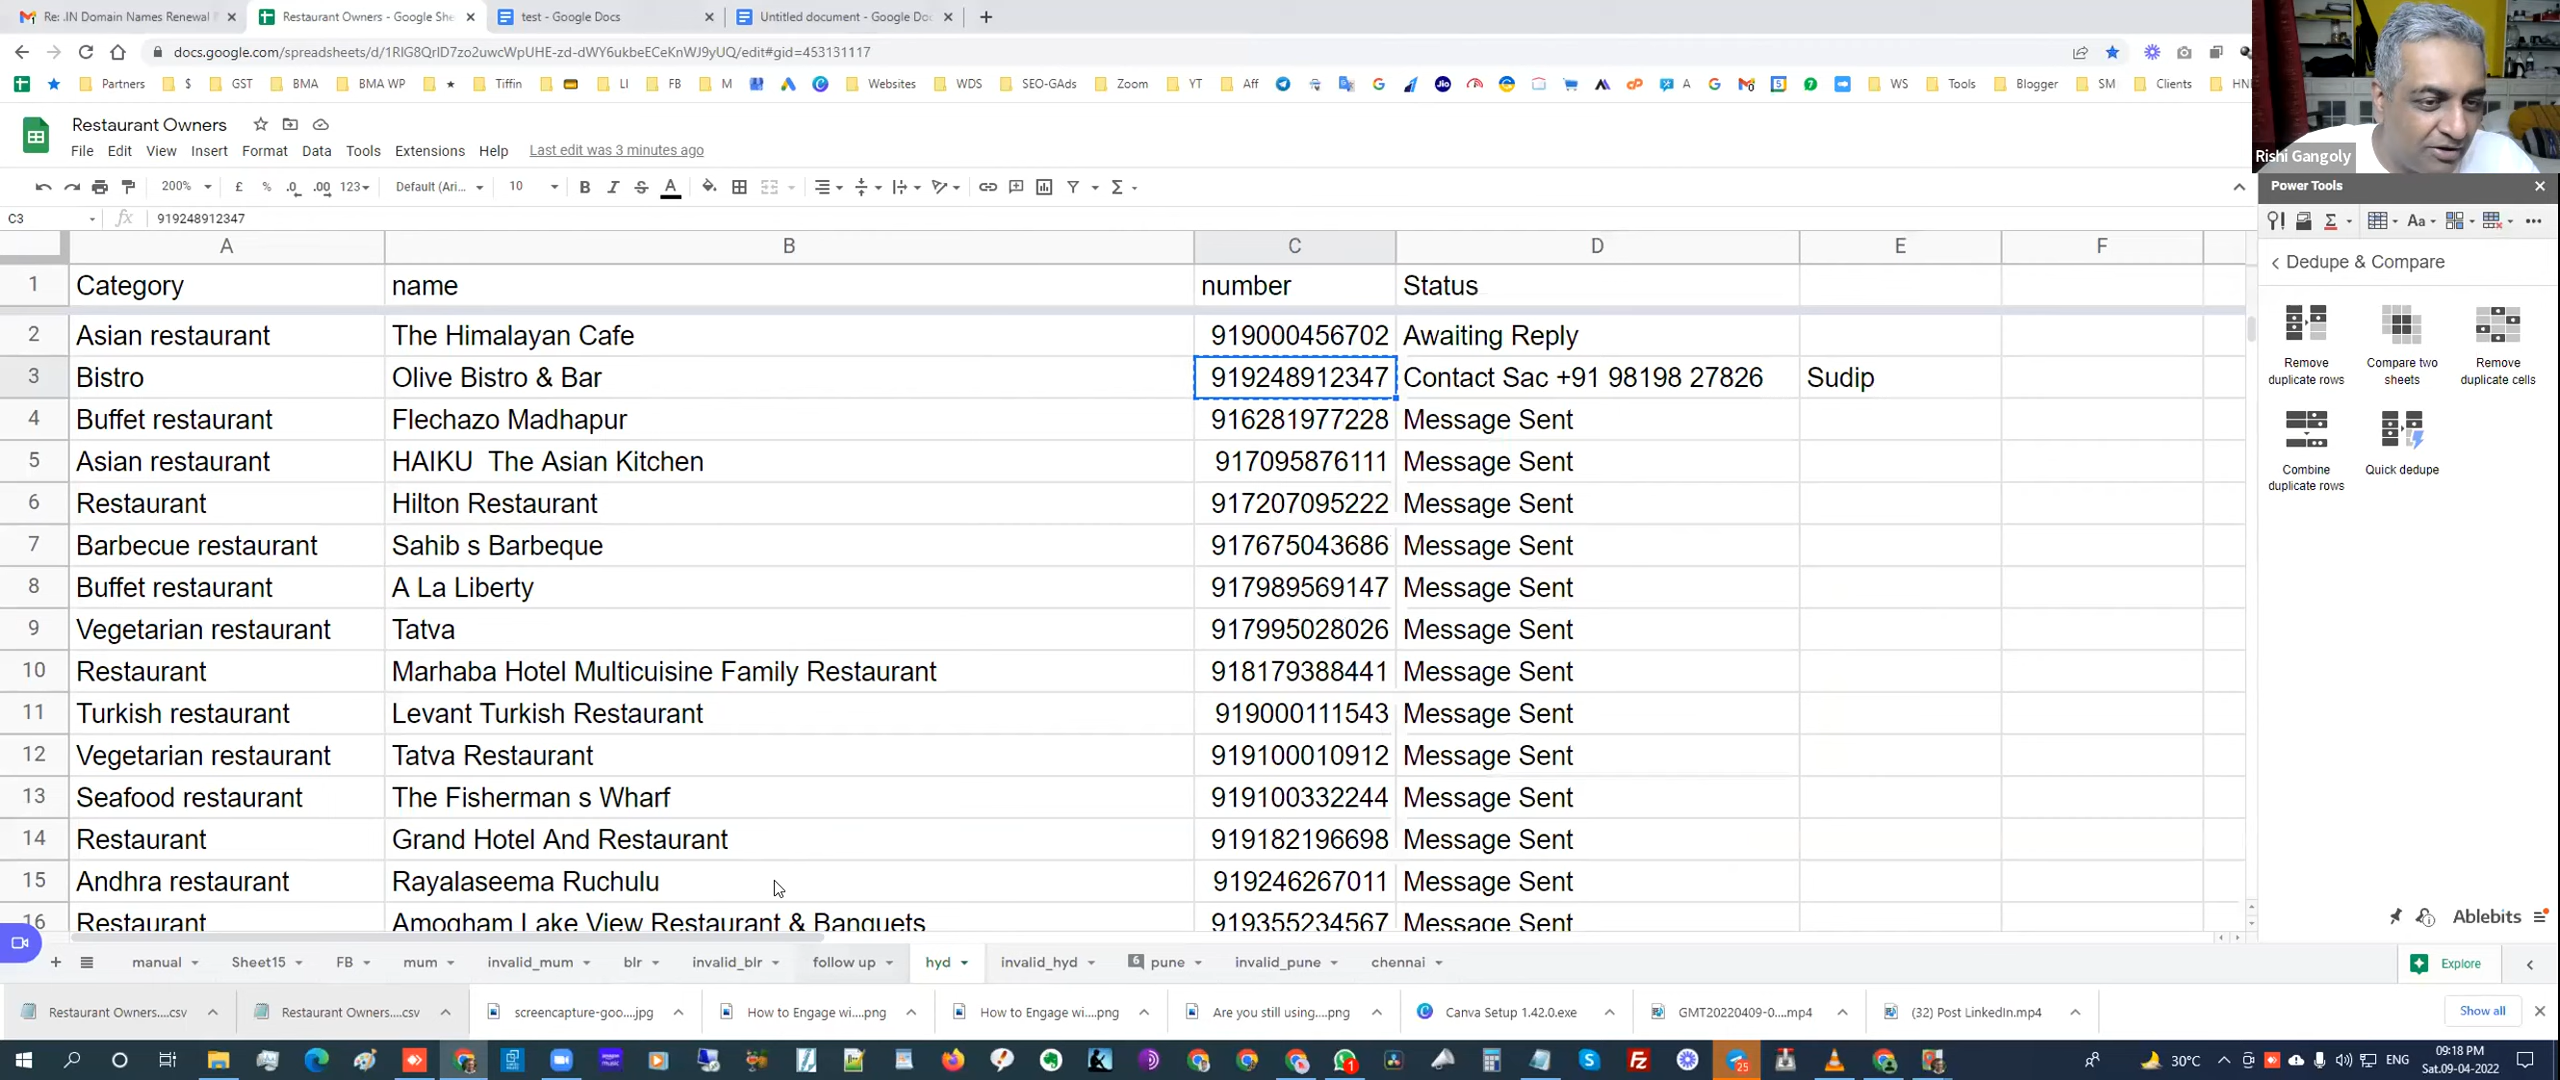 Re: .IN Domain Names Renewal
Restaurant Owners - Google She
test - Google Docs
Untitled document - Google Doc
docs.google.com/spreadsheets/d/1RlG8QrID7zo2uwcWpUHE-zd-dWY6ukbeECeKnWJ9yUQ/edit#gid=453131117
Partners $ GST BMA BMA WP Tiffin LI FB M Websites WDS SEO-GAds Zoom YT Aff A WS Tools Blogger SM Clients
Rishi Gangoly
Restaurant Owners
File Edit View Insert Format Data Tools Extensions Help Last edit was 3 minutes ago
200% £ % .0 .00 123 Default (Ari... 10 B I S A
Power Tools
C3 fx 919248912347
A B C D E F
Dedupe & Compare
1 Category name number Status
2 Asian restaurant The Himalayan Cafe 919000456702 Awaiting Reply
3 Bistro Olive Bistro & Bar 919248912347 Contact Sac +91 98198 27826 Sudip
4 Buffet restaurant Flechazo Madhapur 916281977228 Message Sent
5 Asian restaurant HAIKU The Asian Kitchen 917095876111 Message Sent
6 Restaurant Hilton Restaurant 917207095222 Message Sent
7 Barbecue restaurant Sahib s Barbeque 917675043686 Message Sent
8 Buffet restaurant A La Liberty 917989569147 Message Sent
9 Vegetarian restaurant Tatva 917995028026 Message Sent
10 Restaurant Marhaba Hotel Multicuisine Family Restaurant 918179388441 Message Sent
11 Turkish restaurant Levant Turkish Restaurant 919000111543 Message Sent
12 Vegetarian restaurant Tatva Restaurant 919100010912 Message Sent
13 Seafood restaurant The Fisherman s Wharf 919100332244 Message Sent
14 Restaurant Grand Hotel And Restaurant 919182196698 Message Sent
15 Andhra restaurant Rayalaseema Ruchulu 919246267011 Message Sent
16 Restaurant Amogham Lake View Restaurant & Banquets 919355234567 Message Sent
Remove duplicate rows
Compare two sheets
Remove duplicate cells
Combine duplicate rows
Quick dedupe
Ablebits
manual Sheet15 FB mum invalid_mum blr invalid_blr follow up hyd invalid_hyd 6 pune invalid_pune chennai Explore
Restaurant Owners....csv Restaurant Owners....csv screencapture-goo....jpg How to Engage wi....png How to Engage wi....png Are you still using....png Canva Setup 1.42.0.exe GMT20220409-0....mp4 (32) Post LinkedIn.mp4 Show all
25 30°C ENG 09:18 PM
Sat.09-04-2022